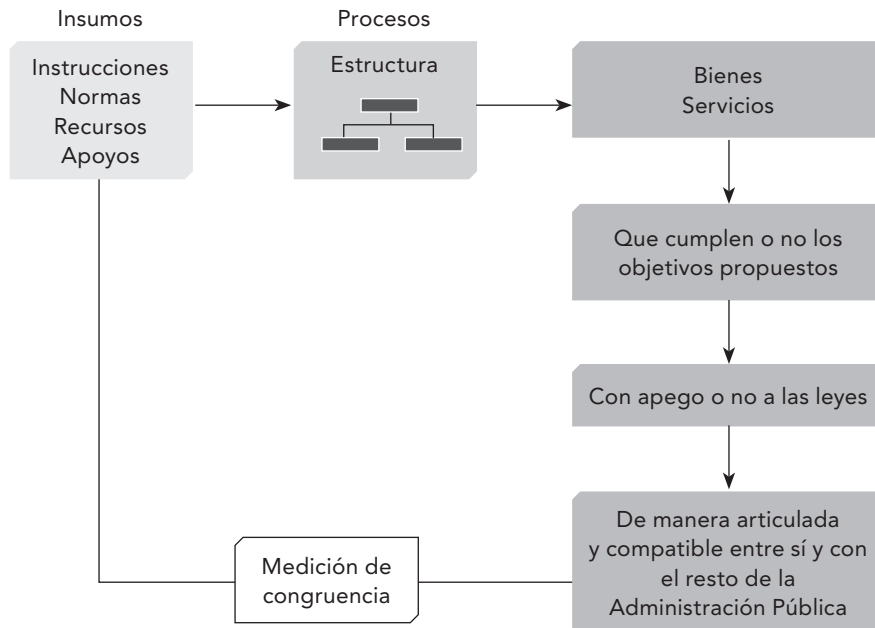 Insumos
Procesos
Instrucciones
Normas
Recursos
Apoyos
Estructura
Bienes
Servicios
Que cumplen o no los
objetivos propuestos
Con apego o no a las leyes
De manera articulada
y compatible entre sí y con
el resto de la
Administración Pública
Medición de
congruencia